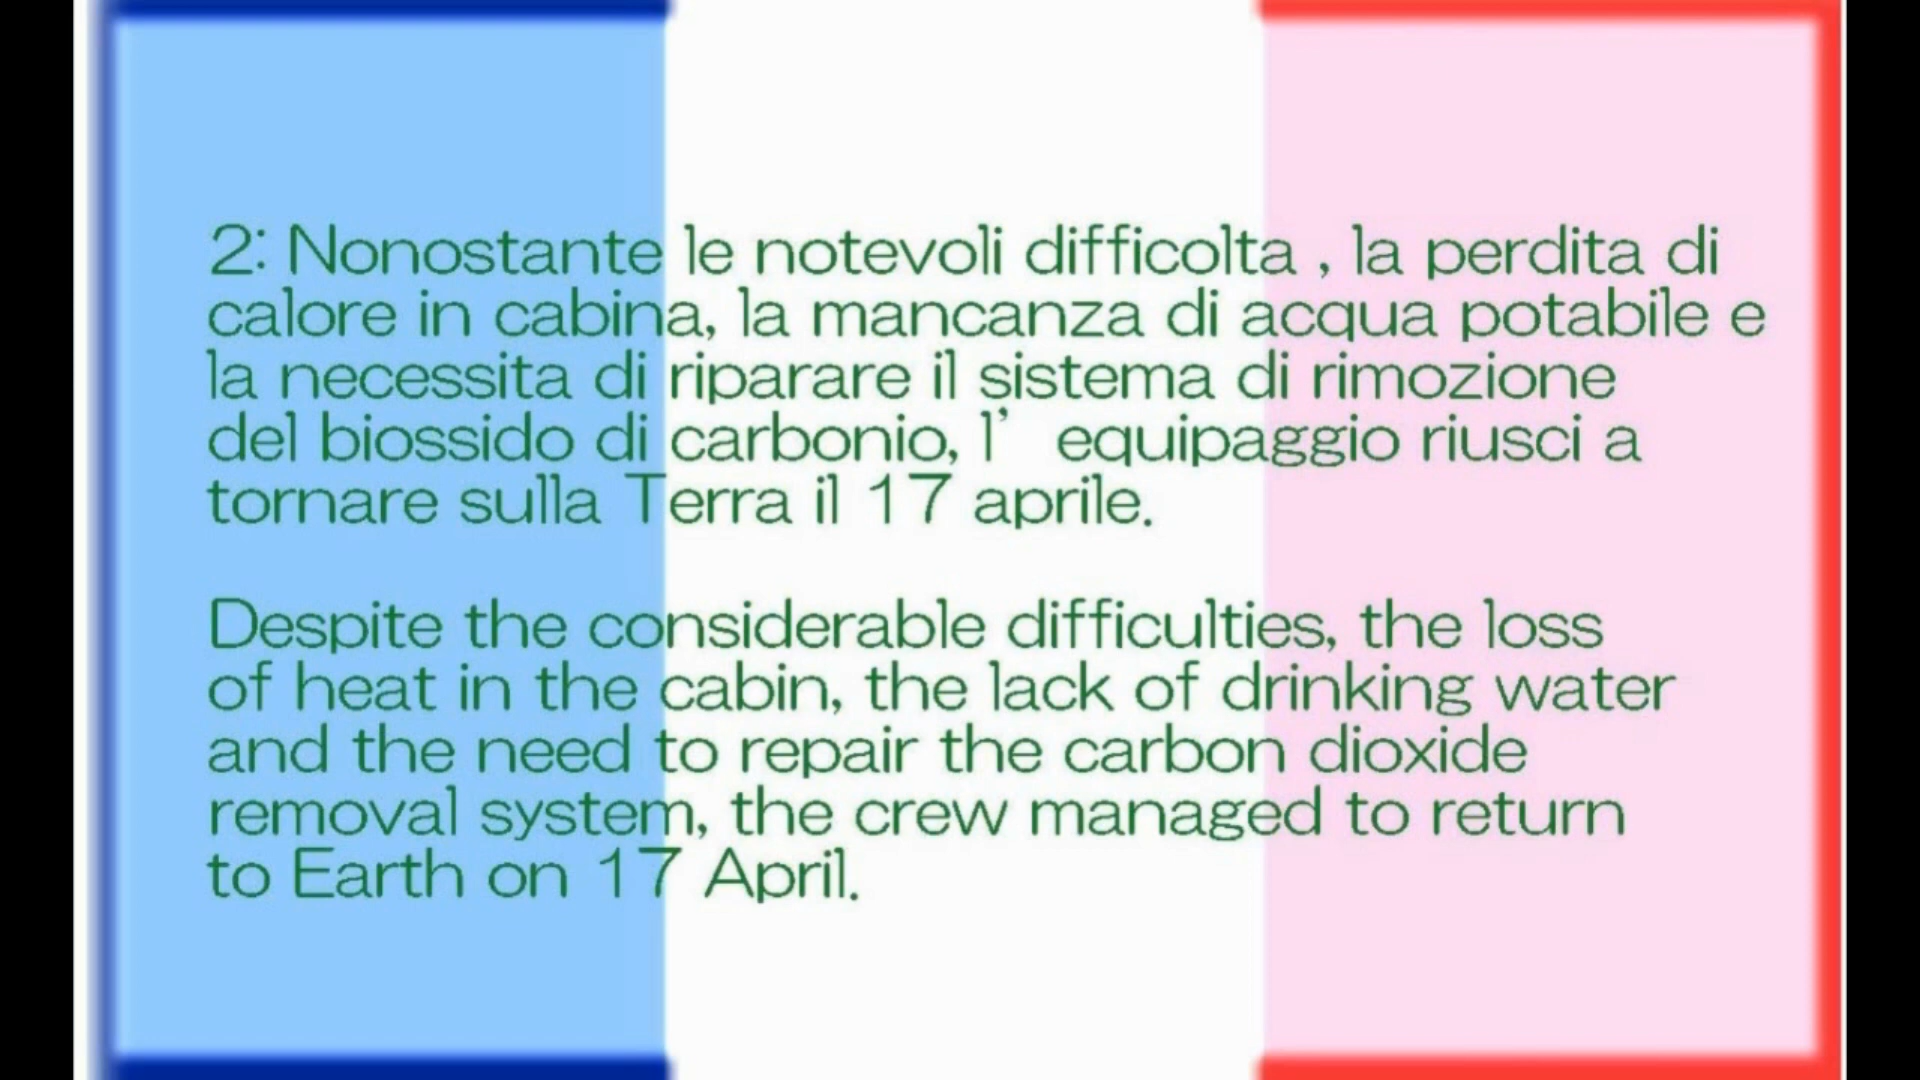 2: Nonostante le notevoli difficolta , la perdita di
calore in cabina, la mancanza di acqua potabile e
la necessita di riparare il sistema di rimozione
del biossido di carbonio, l’ equipaggio riusci a
tornare sulla Terra il 17 aprile.
Despite the considerable difficulties, the loss
of heat in the cabin, the lack of drinking water
and the need to repair the carbon dioxide
removal system, the crew managed to return
to Earth on 17 April.